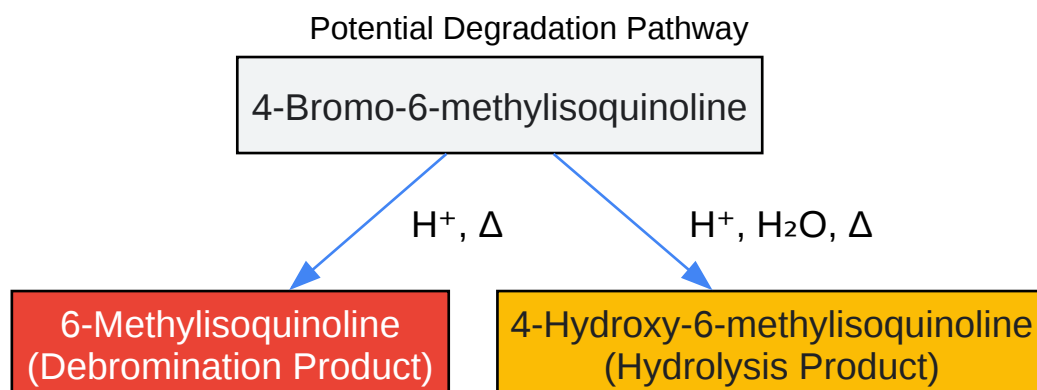 Potential Degradation Pathway
4-Bromo-6-methylisoquinoline
H⁺, Δ
H⁺, H₂O, Δ
6-Methylisoquinoline
(Debromination Product)
4-Hydroxy-6-methylisoquinoline
(Hydrolysis Product)